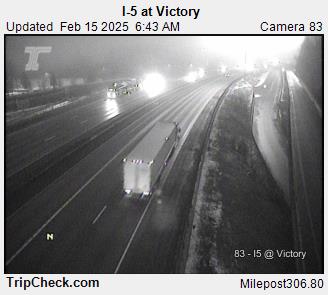 I-5 at Victory
Updated  Feb 15 2025  6:43 AM
Camera 83
N
83 - I5 @ Victory
TripCheck.com
Milepost306.80